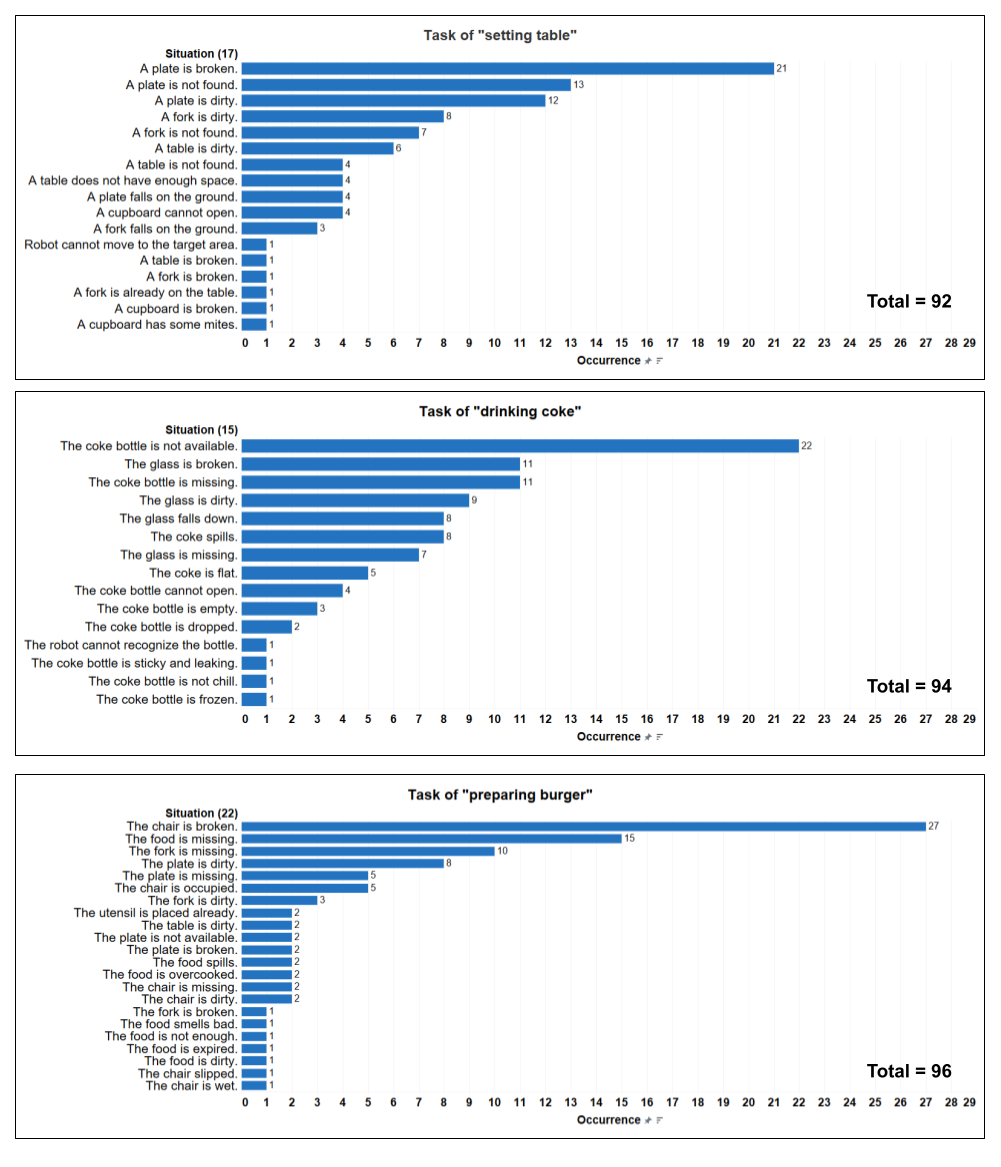 Task of "setting table"
Situation (17)
A plate is broken. 21
A plate is not found. 13
A plate is dirty. 12
A fork is dirty. 8
A fork is not found. 7
A table is dirty. 6
A table is not found. 4
A table does not have enough space. 4
A plate falls on the ground. 4
A cupboard cannot open. 4
A fork falls on the ground. 3
Robot cannot move to the target area. 1
A table is broken. 1
A fork is broken. 1
A fork is already on the table. 1
A cupboard is broken. 1
A cupboard has some mites. 1
Total = 92
0 1 2 3 4 5 6 7 8 9 10 11 12 13 14 15 16 17 18 19 20 21 22 23 24 25 26 27 28 29
Occurrence
Task of "drinking coke"
Situation (15)
The coke bottle is not available. 22
The glass is broken. 11
The coke bottle is missing. 11
The glass is dirty. 9
The glass falls down. 8
The coke spills. 8
The glass is missing. 7
The coke is flat. 5
The coke bottle cannot open. 4
The coke bottle is empty. 3
The coke bottle is dropped. 2
The robot cannot recognize the bottle. 1
The coke bottle is sticky and leaking. 1
The coke bottle is not chill. 1
The coke bottle is frozen. 1
Total = 94
0 1 2 3 4 5 6 7 8 9 10 11 12 13 14 15 16 17 18 19 20 21 22 23 24 25 26 27 28 29
Occurrence
Task of "preparing burger"
Situation (22)
The chair is broken. 27
The food is missing. 15
The fork is missing. 10
The plate is dirty. 8
The plate is missing. 5
The chair is occupied. 5
The fork is dirty. 3
The utensil is placed already. 2
The table is dirty. 2
The plate is not available. 2
The plate is broken. 2
The food spills. 2
The food is overcooked. 2
The chair is missing. 2
The chair is dirty. 2
The fork is broken. 1
The food smells bad. 1
The food is not enough. 1
The food is expired. 1
The food is dirty. 1
The chair slipped. 1
The chair is wet. 1
Total = 96
0 1 2 3 4 5 6 7 8 9 10 11 12 13 14 15 16 17 18 19 20 21 22 23 24 25 26 27 28 29
Occurrence